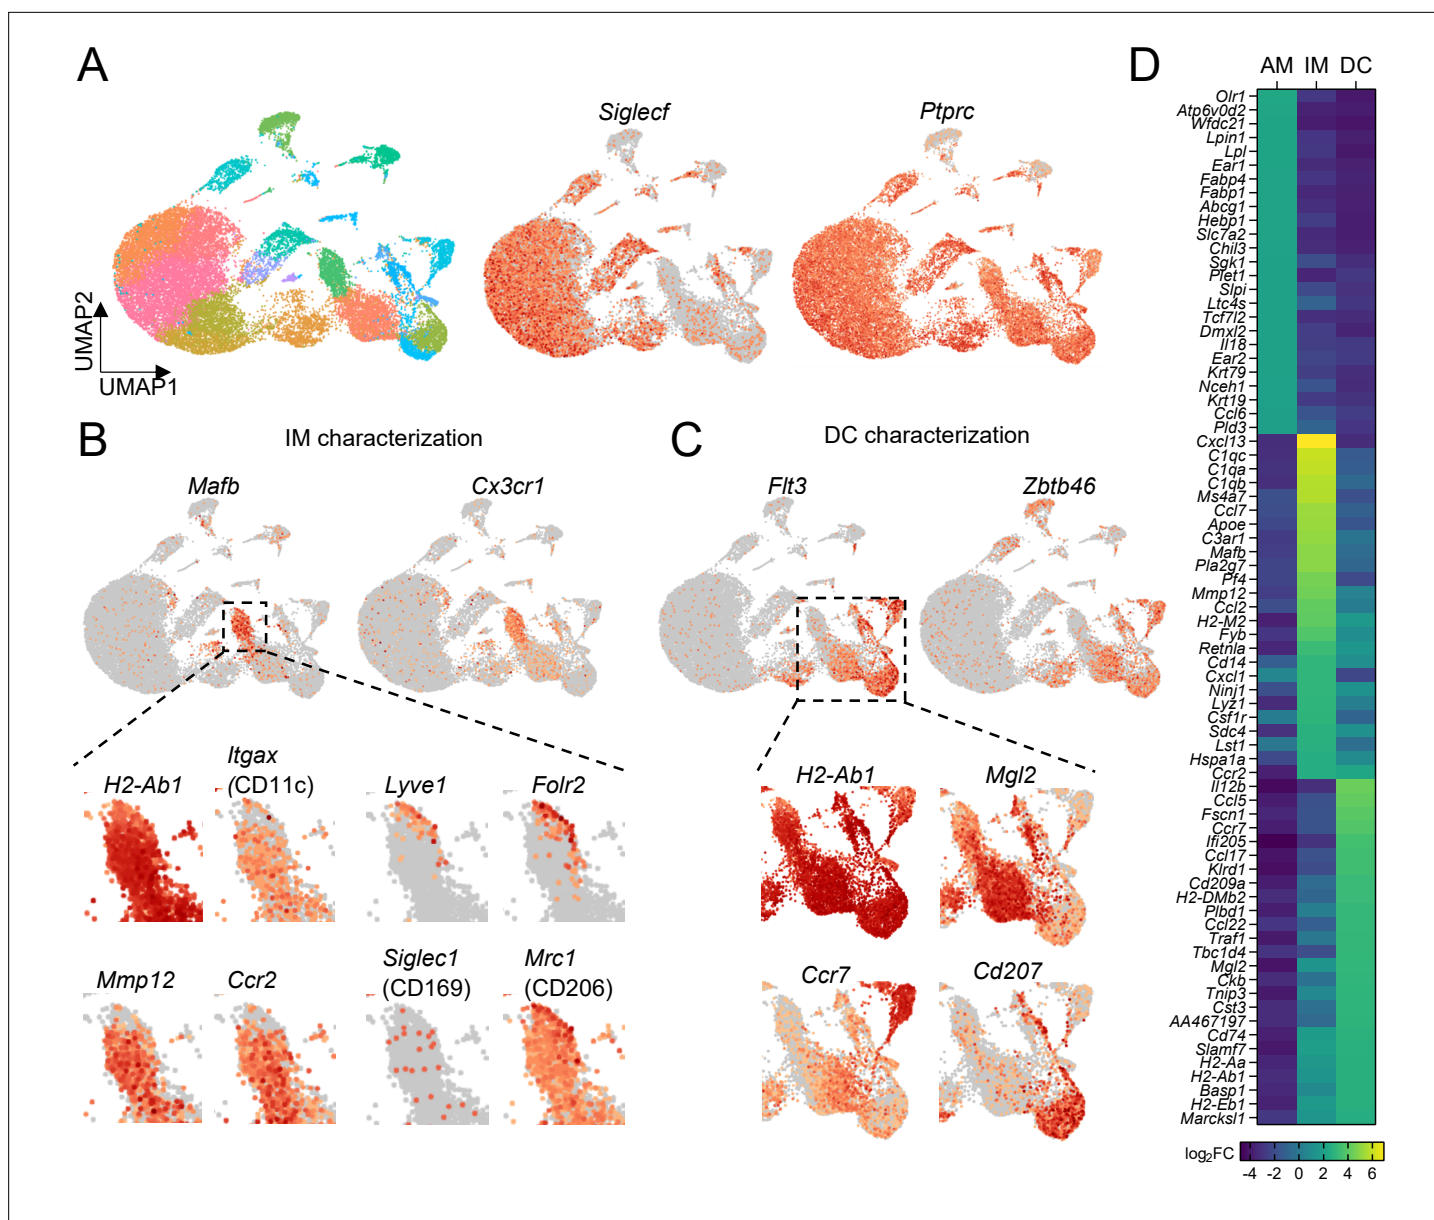 A
Siglecf
Ptprc
UMAP2
UMAP1
B
IM characterization
Mafb
Cx3cr1
H2-Ab1
Itgax
(CD11c)
Lyve1
Folr2
Mmp12
Ccr2
Siglec1
(CD169)
Mrc1
(CD206)
C
DC characterization
Flt3
Zbtb46
H2-Ab1
Mgl2
Ccr7
Cd207
D
AM IM DC
Olr1
Atp6v0d2
Wfdc21
Lpin1
Lpl
Ear1
Fabp4
Fabp1
Abcg1
Hebp1
Slc7a2
Chil3
Sgk1
Plet1
Slpi
Ltc4s
Tcf7l2
Dmxl2
Il18
Ear2
Krt79
Nceh1
Krt19
Ccl6
Pld3
Cxcl13
C1qc
C1qa
C1qb
Ms4a7
Ccl7
Apoe
C3ar1
Mafb
Pla2g7
Pf4
Mmp12
Ccl2
H2-M2
Fyb
Retnla
Cd14
Cxcl1
Ninj1
Lyz1
Csf1r
Sdc4
Lst1
Hspa1a
Ccr2
Il12b
Ccl5
Fscn1
Ccr7
Ifi205
Ccl17
Klrd1
Cd209a
H2-DMb2
Plbd1
Ccl22
Traf1
Tbc1d4
Mgl2
Ckb
Tnip3
Cst3
AA467197
Cd74
Slamf7
H2-Aa
H2-Ab1
Basp1
H2-Eb1
Marcksl1
log₂FC
-4 -2 0 2 4 6